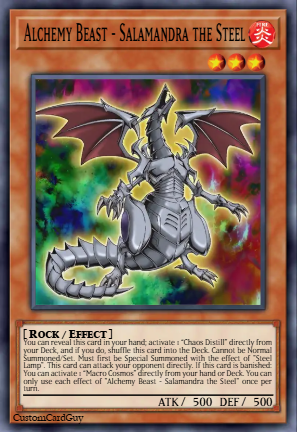 ALCHEMY BEAST - SALAMANDRA THE STEEL
FIRE
炎
[ROCK / EFFECT]
You can reveal this card in your hand; activate 1 "Chaos Distill" directly from
your Deck, and if you do, shuffle this card into the Deck. Cannot be Normal
Summoned/Set. Must first be Special Summoned with the effect of "Steel
Lamp". This card can attack your opponent directly. If this card is banished:
You can activate 1 "Macro Cosmos" directly from your hand or Deck. You can
only use each effect of "Alchemy Beast - Salamandra the Steel" once per
turn.
ATK / 500 DEF / 500
CustomCardGuy